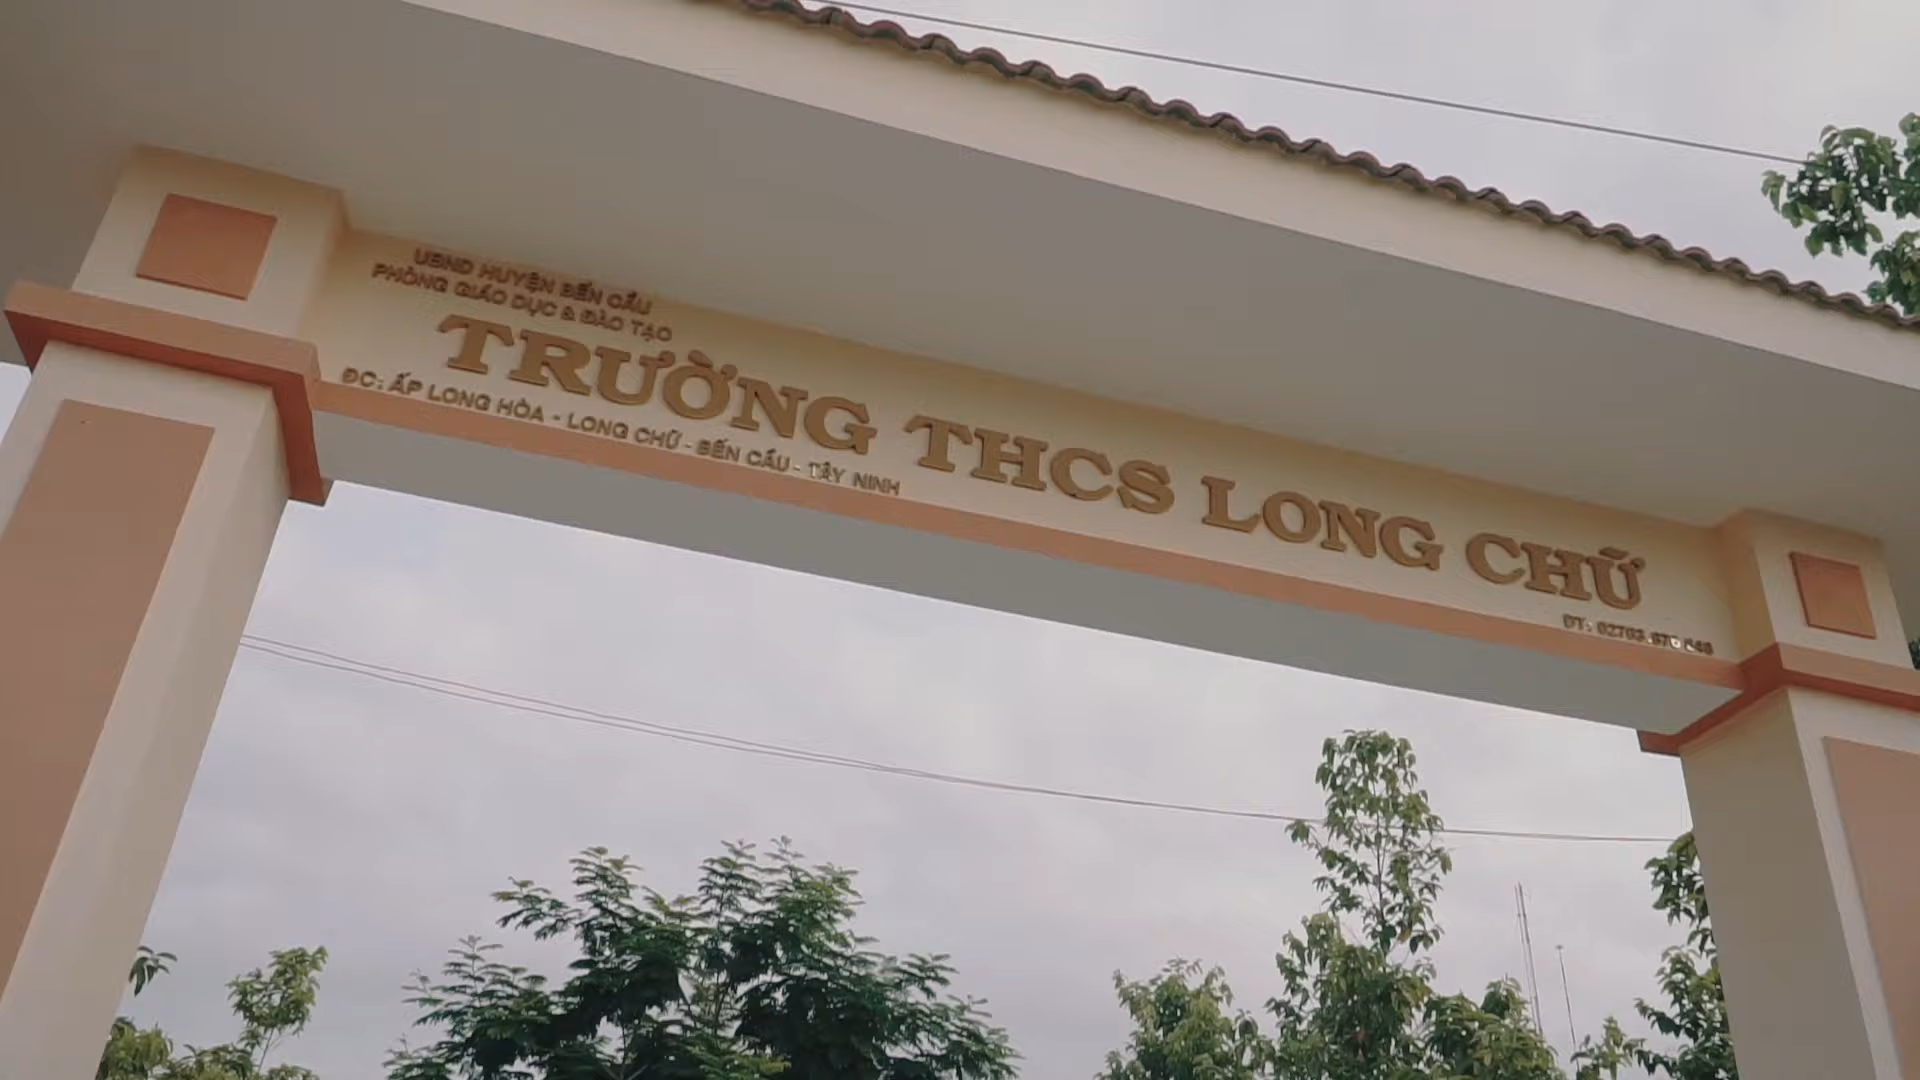 UBND HUYỆN BẾN CẦU
PHÒNG GIÁO DỤC & ĐÀO TẠO
TRƯỜNG THCS LONG CHỮ
ĐC: ẤP LONG HÒA - LONG CHỮ - BẾN CẦU - TÂY NINH
ĐT: